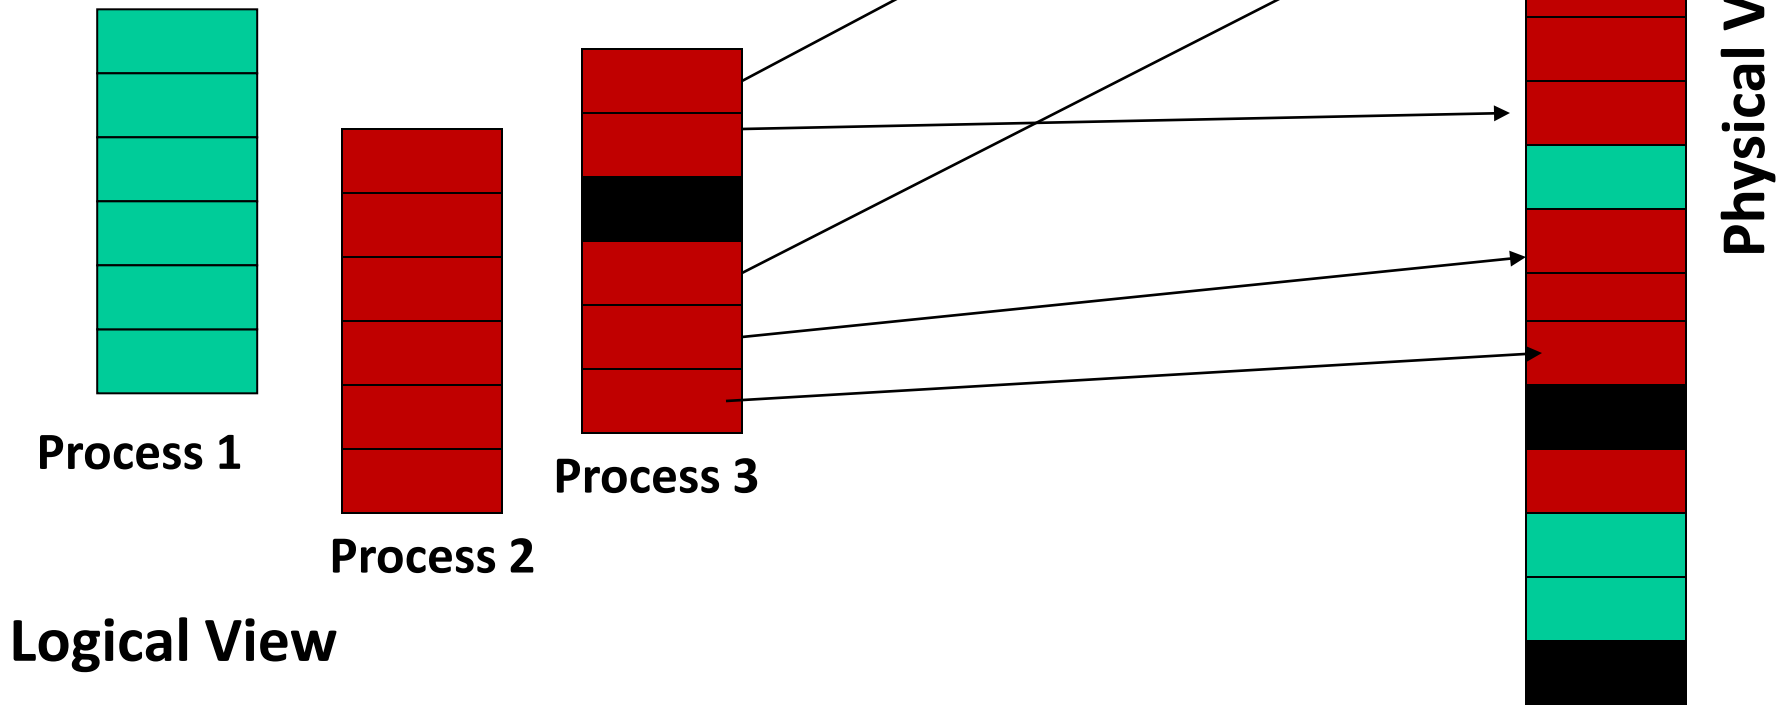 Process 1
Process 2
Process 3
Logical View
Physical